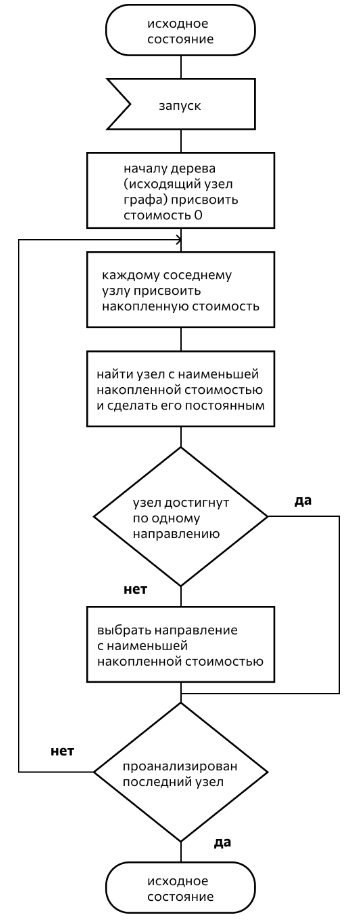 исходное
состояние
запуск
началу дерева
(исходящий узел
графа) присвоить
стоимость 0
каждому соседнему
узлу присвоить
накопленную стоимость
найти узел с наименьшей
накопленной стоимостью
и сделать его постоянным
узел достигнут
по одному
направлению
да
нет
выбрать направление
с наименьшей
накопленной стоимостью
нет
проанализирован
последний узел
да
исходное
состояние